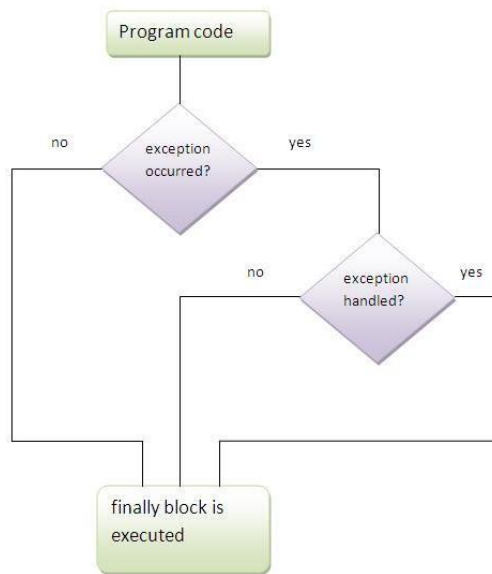 Program code
no
exception
occurred?
yes
no
exception
handled?
yes
finally block is
executed